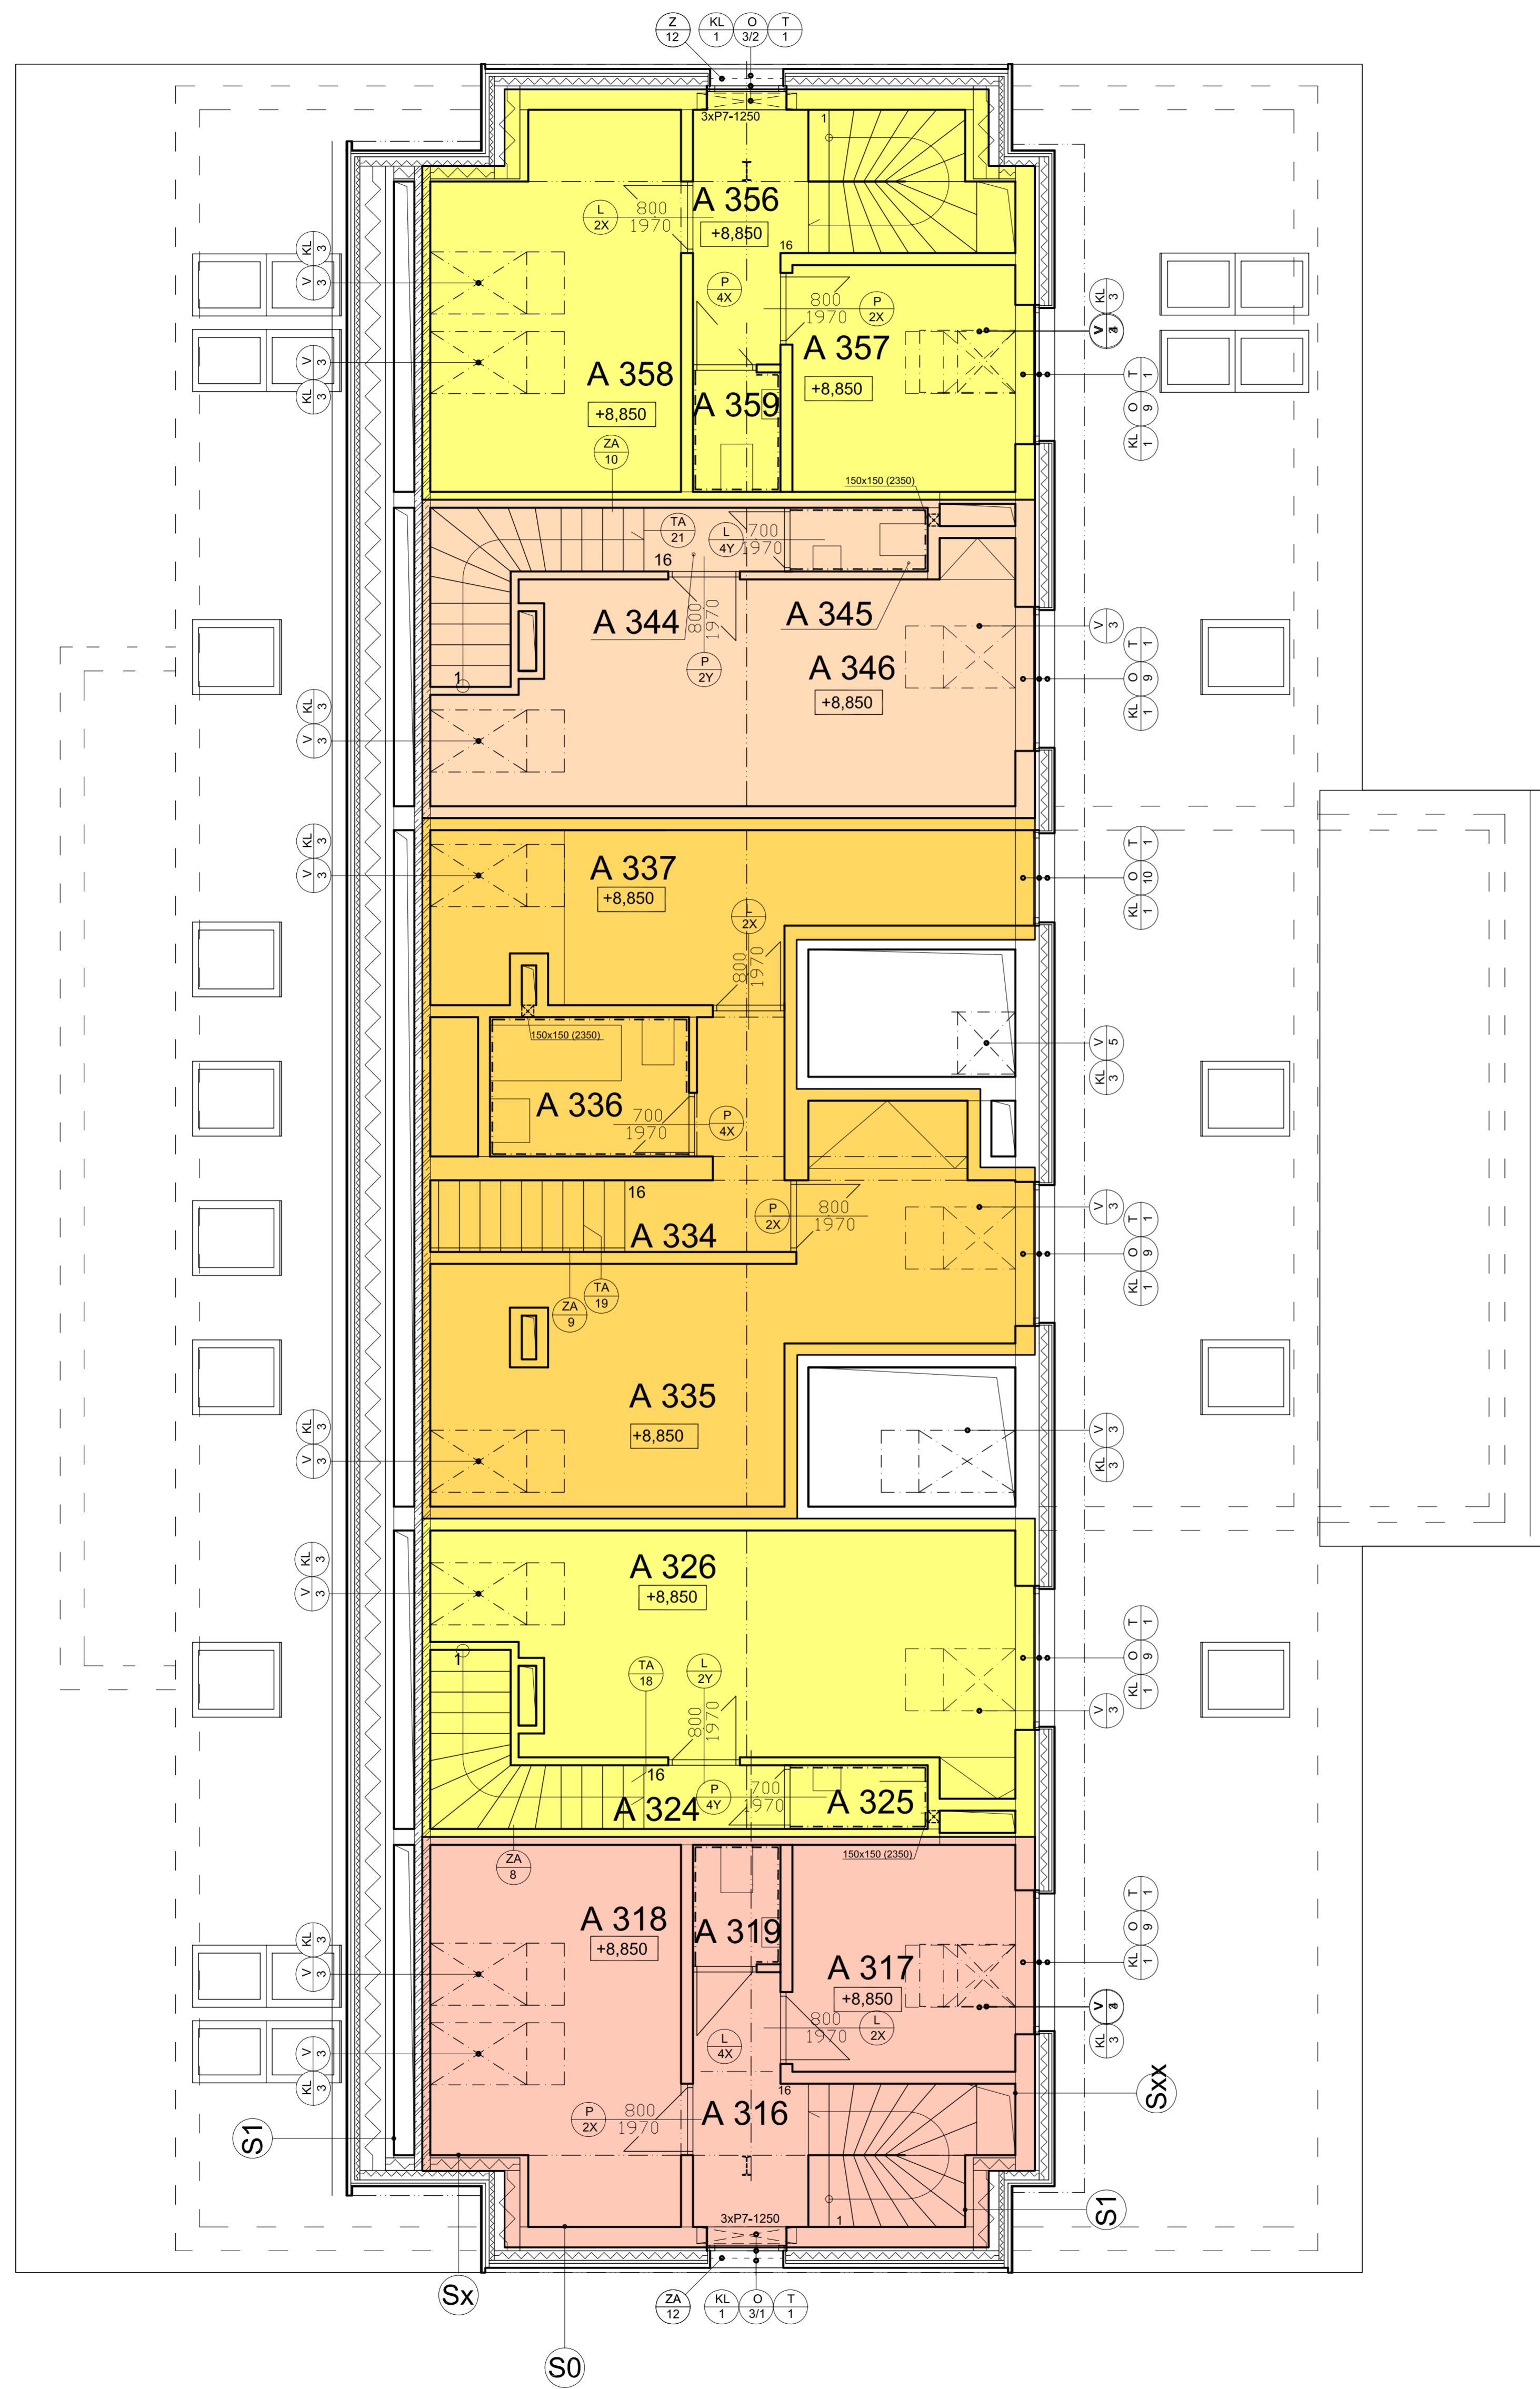 Z
12
KL
1
O
3/2
T
1
3xP7-1250
1
A 356
+8,850
L
2X
800
1970
16
KL
3
V
3
P
4X
800
1970
P
2X
KL
3
V
A 357
+8,850
V
3
KL
3
A 358
+8,850
A 359
T
1
O
9
KL
1
ZA
10
150x150 (2350)
TA
21
16
L
4Y
700
1970
A 344
800
1970
A 345
P
2Y
A 346
+8,850
1
V
3
T
1
O
9
KL
1
KL
3
V
3
KL
3
V
3
A 337
+8,850
L
2X
800
1970
T
1
O
10
KL
1
150x150 (2350)
V
5
KL
3
A 336
700
1970
P
4X
16
A 334
P
2X
800
1970
V
3
T
1
O
9
KL
1
ZA
9
TA
19
A 335
+8,850
KL
3
V
3
V
3
KL
3
KL
3
V
3
A 326
+8,850
1
TA
18
L
2Y
800
1970
T
1
O
9
KL
1
V
3
16
A 324
P
4Y
700
1970
A 325
ZA
8
150x150 (2350)
A 318
+8,850
A 319
A 317
+8,850
KL
3
V
3
T
1
O
9
KL
1
V
KL
3
V
3
KL
3
L
4X
800
1970
L
2X
16
P
2X
800
1970
A 316
Sxx
S1
3xP7-1250
1
S1
Sx
ZA
12
KL
1
O
3/1
T
1
S0